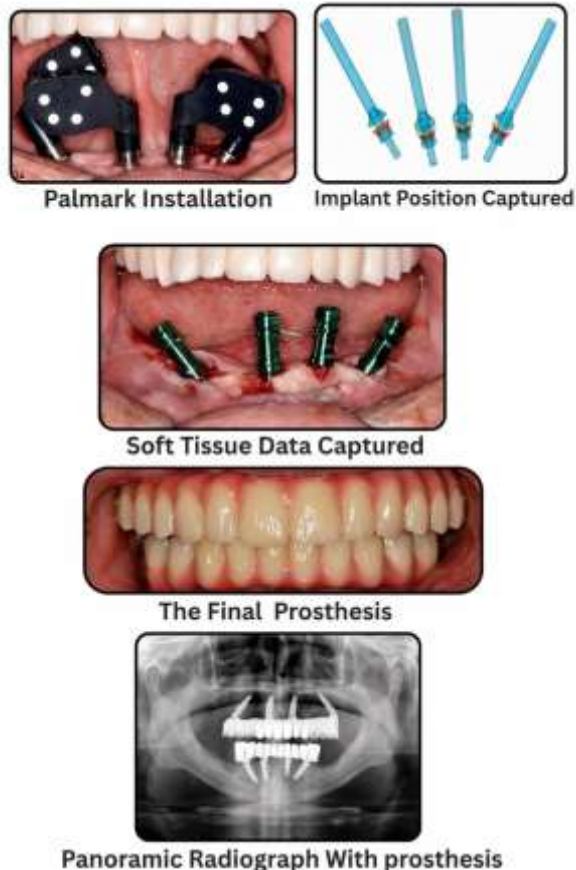 Palmark Installation
Implant Position Captured
Soft Tissue Data Captured
The Final Prosthesis
Panoramic Radiograph With prosthesis